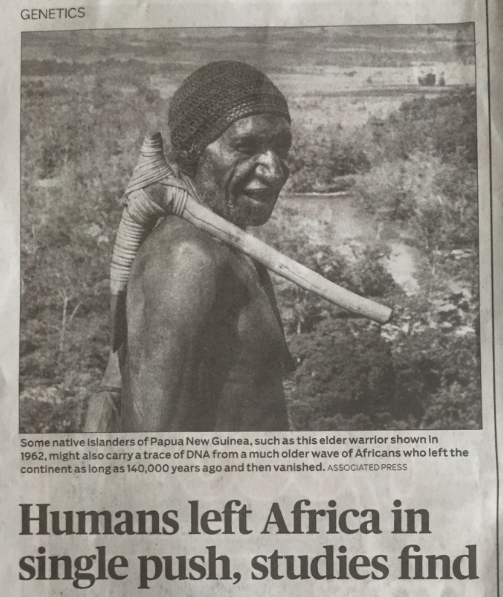 GENETICS
Some native islanders of Papua New Guinea, such as this elder warrior shown in
1962, might also carry a trace of DNA from a much older wave of Africans who left the
continent as long as 140,000 years ago and then vanished. ASSOCIATED PRESS
Humans left Africa in
single push, studies find